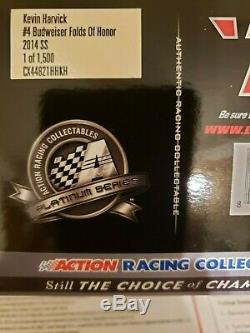 Kevin Harvick
#4 Budweiser Folds Of Honor
2014 SS
1 of 1,500
CX44821HHKH
AUTHENTIC RACING COLLECTABLE
Be sure
ACTION RACING COLLECTABLES
PLATINUM SERIES
ACTION RACING COLLEC
Still THE CHOICE of CHAM